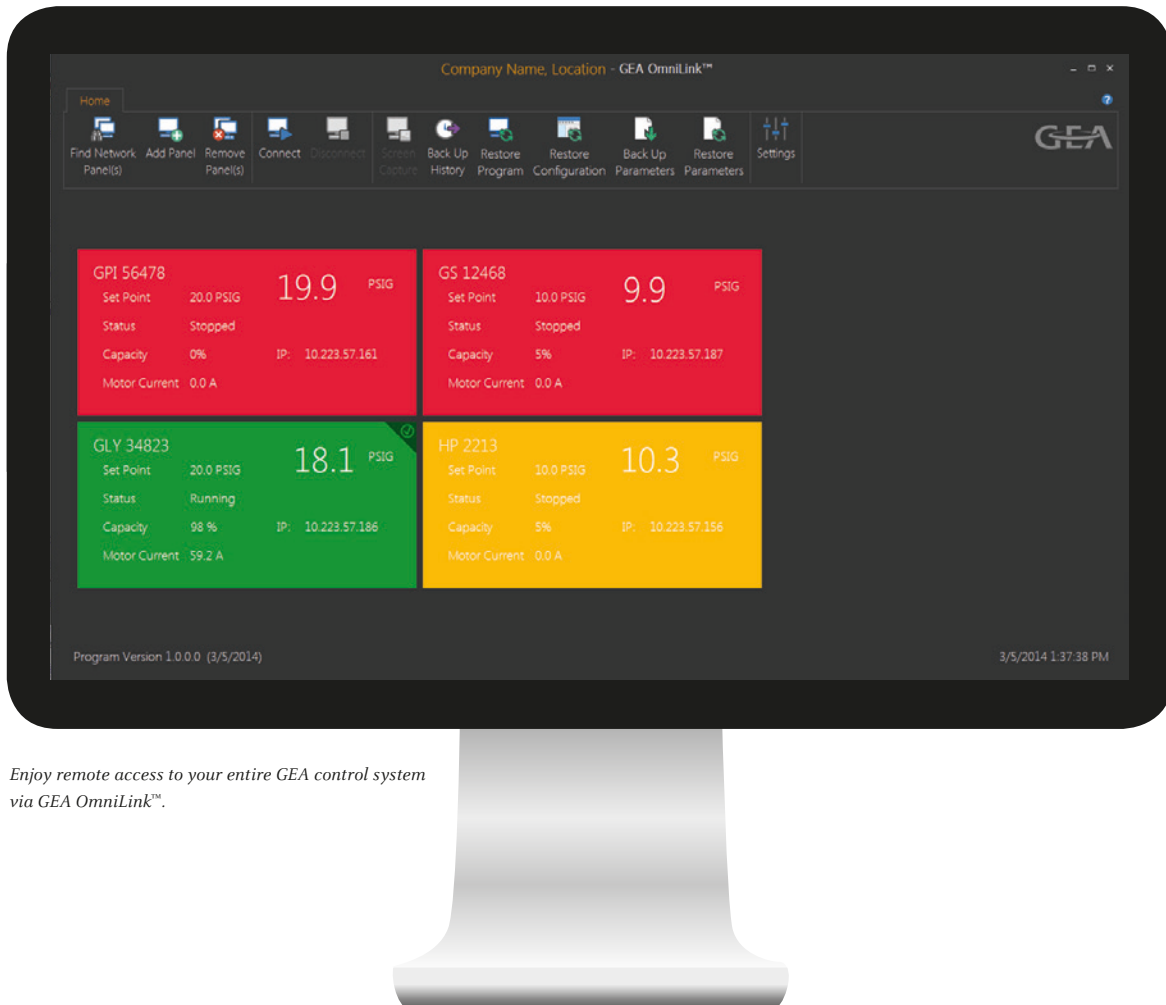 Company Name, Location - GEA OmniLink™
Home
Find Network Panel(s)
Add Panel
Remove Panel(s)
Connect
Disconnect
Screen Capture
Back Up History
Restore Program
Restore Configuration
Back Up Parameters
Restore Parameters
Settings
GEA
GPI 56478
19.9 PSIG
Set Point 20.0 PSIG
Status Stopped
Capacity 0% IP: 10.223.57.161
Motor Current 0.0 A
GS 12468
9.9 PSIG
Set Point 10.0 PSIG
Status Stopped
Capacity 5% IP: 10.223.57.187
Motor Current 0.0 A
GLY 34823
18.1 PSIG
Set Point 20.0 PSIG
Status Running
Capacity 98 % IP: 10.223.57.186
Motor Current 59.2 A
HP 2213
10.3 PSIG
Set Point 10.0 PSIG
Status Stopped
Capacity 5% IP: 10.223.57.156
Motor Current 0.0 A
Program Version 1.0.0.0 (3/5/2014)
3/5/2014 1:37:38 PM
Enjoy remote access to your entire GEA control system
via GEA OmniLink™.